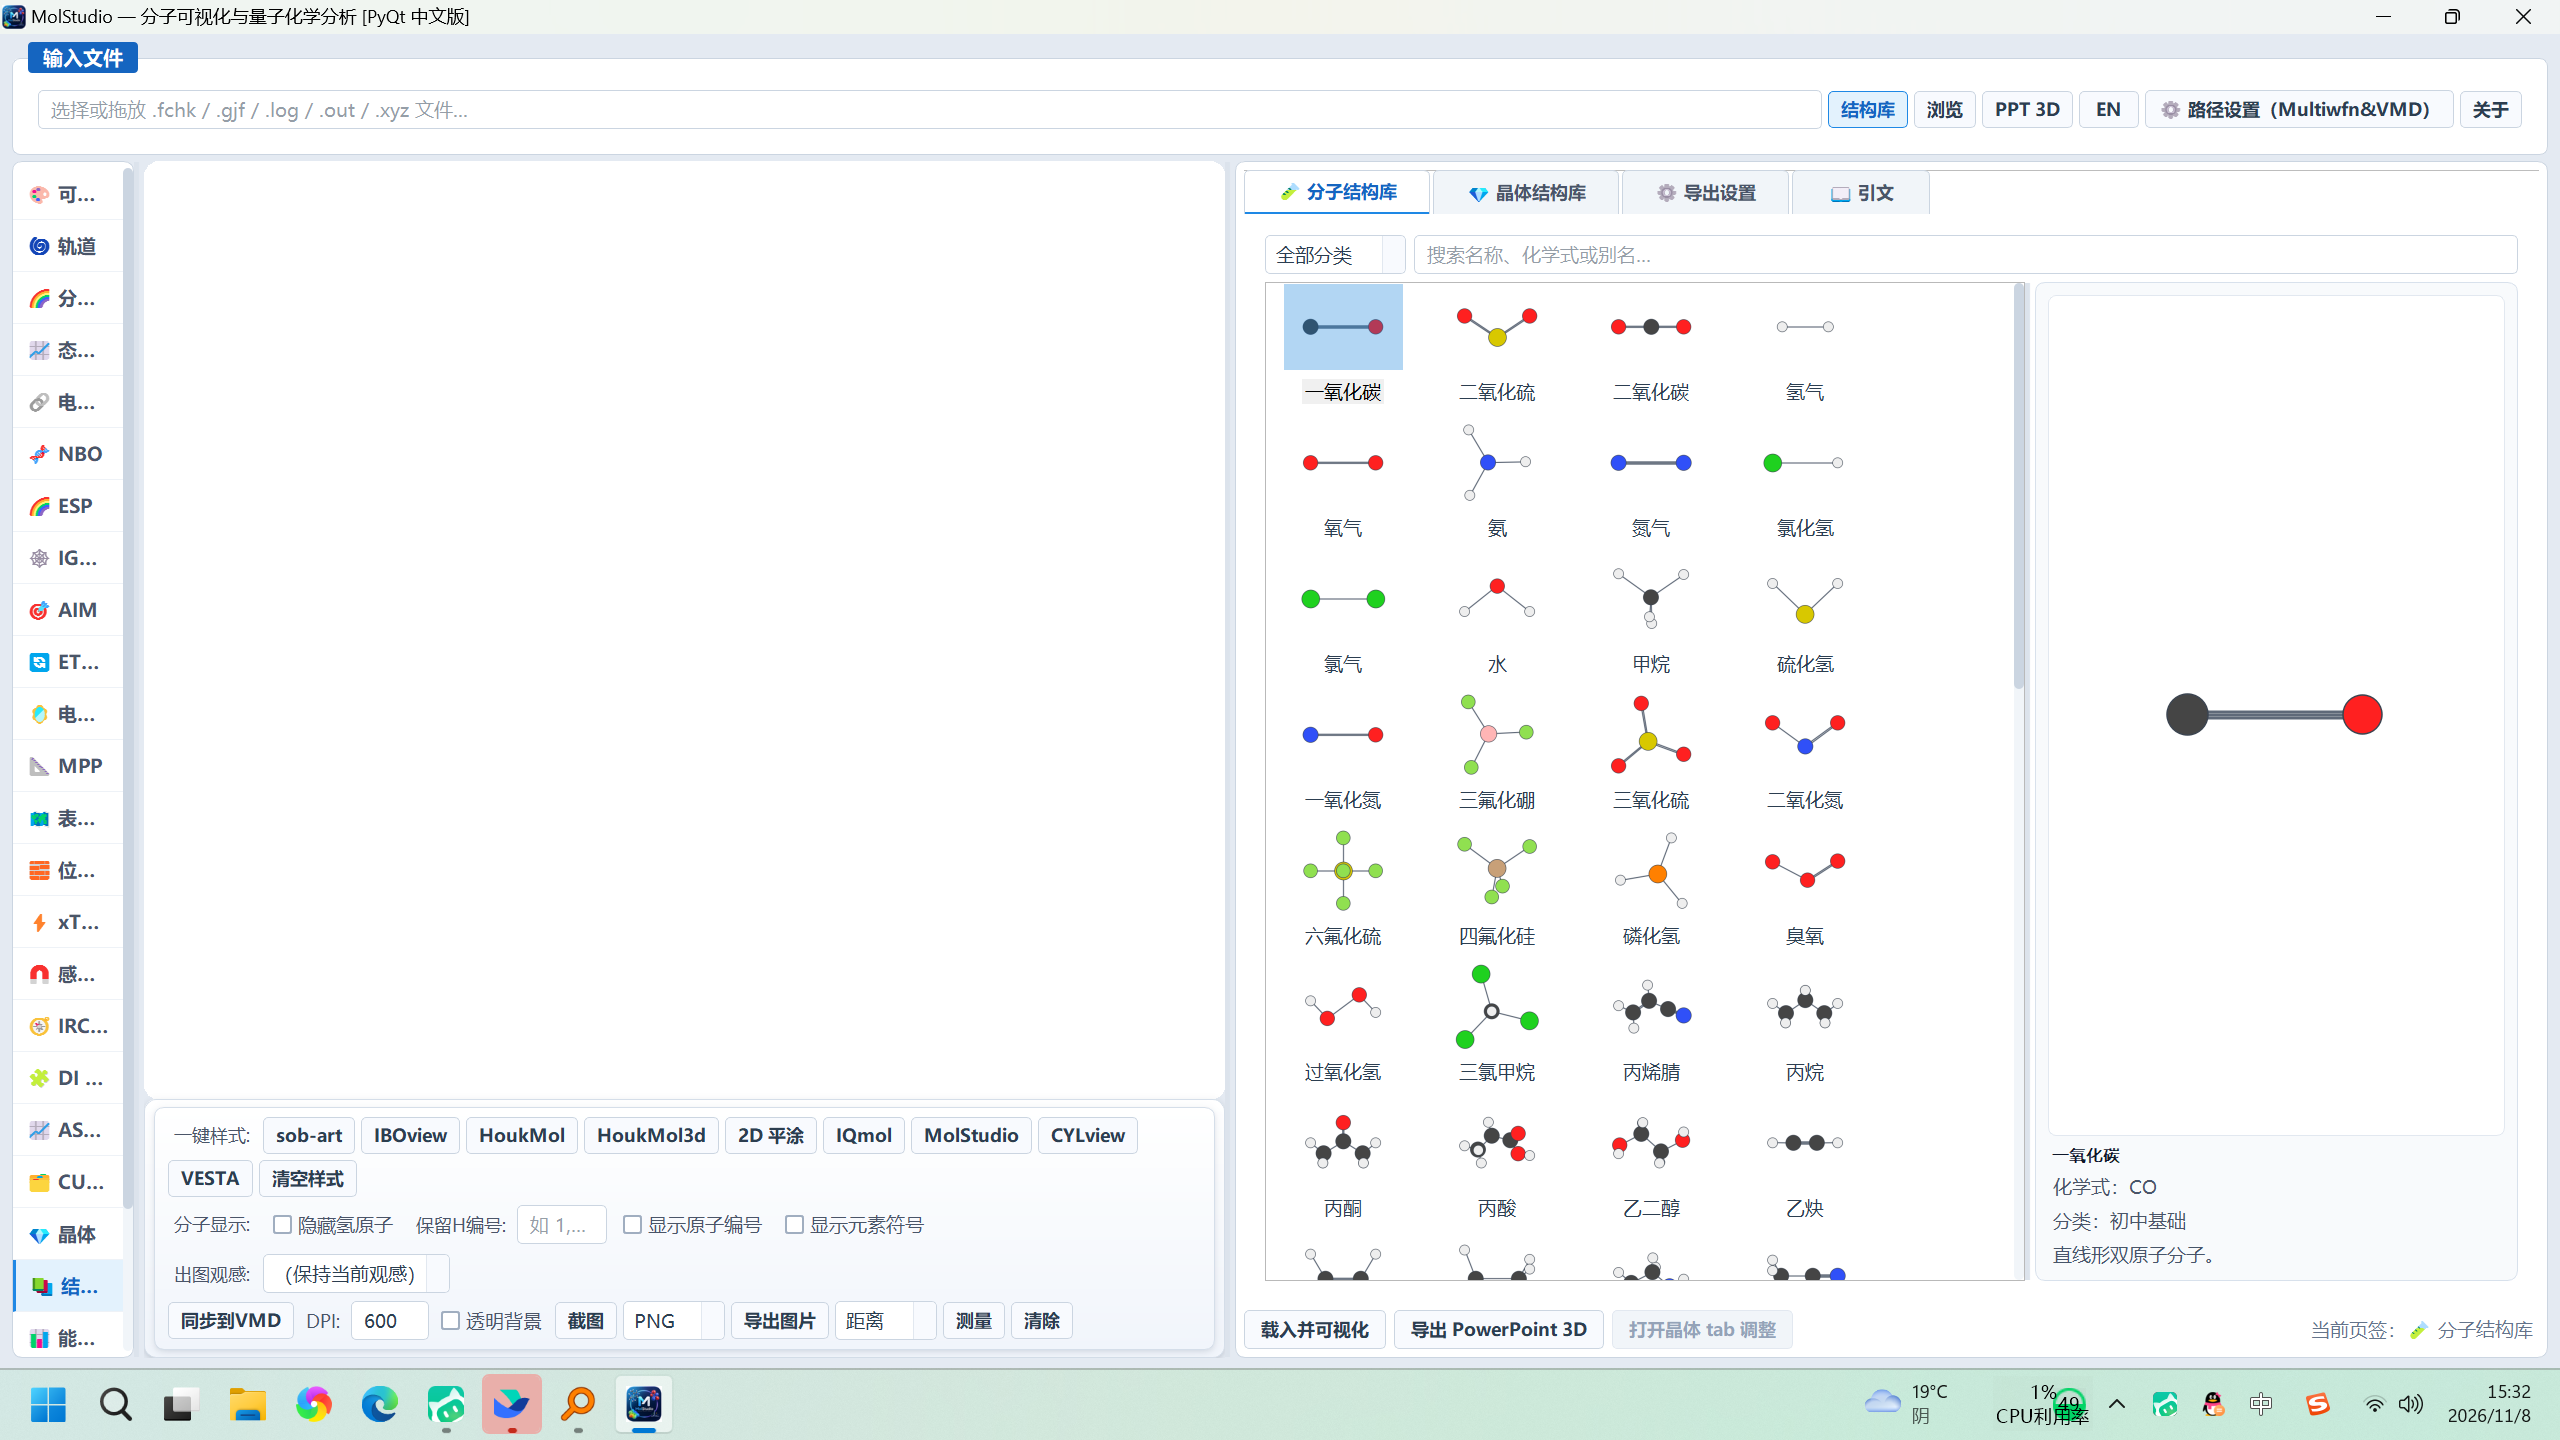 MolStudio — 分子可视化与量子化学分析 [PyQt 中文版]
输入文件
选择或拖放 .fchk / .gjf / .log / .out / .xyz 文件...
结构库
浏览
PPT 3D
EN
路径设置（Multiwfn&VMD）
关于
可...
轨道
分...
态...
电...
NBO
ESP
IG...
AIM
ET...
电...
MPP
表...
位...
xT...
感...
IRC...
DI ...
AS...
CU...
晶体
结...
能...
一键样式:
sob-art
IBOview
HoukMol
HoukMol3d
2D 平涂
IQmol
MolStudio
CYLview
VESTA
清空样式
分子显示:
隐藏氢原子
保留H编号:
如 1,...
显示原子编号
显示元素符号
出图观感:
（保持当前观感）
同步到VMD
DPI:
600
透明背景
截图
PNG
导出图片
距离
测量
清除
分子结构库
晶体结构库
导出设置
引文
全部分类
搜索名称、化学式或别名...
一氧化碳
二氧化硫
二氧化碳
氢气
氧气
氨
氮气
氯化氢
氯气
水
甲烷
硫化氢
一氧化氮
三氟化硼
三氧化硫
二氧化氮
六氟化硫
四氟化硅
磷化氢
臭氧
过氧化氢
三氯甲烷
丙烯腈
丙烷
丙酮
丙酸
乙二醇
乙炔
一氧化碳
化学式：CO
分类：初中基础
直线形双原子分子。
载入并可视化
导出 PowerPoint 3D
打开晶体 tab 调整
当前页签：
分子结构库
19°C
阴
1%
CPU利用率
49
中
15:32
2026/11/8